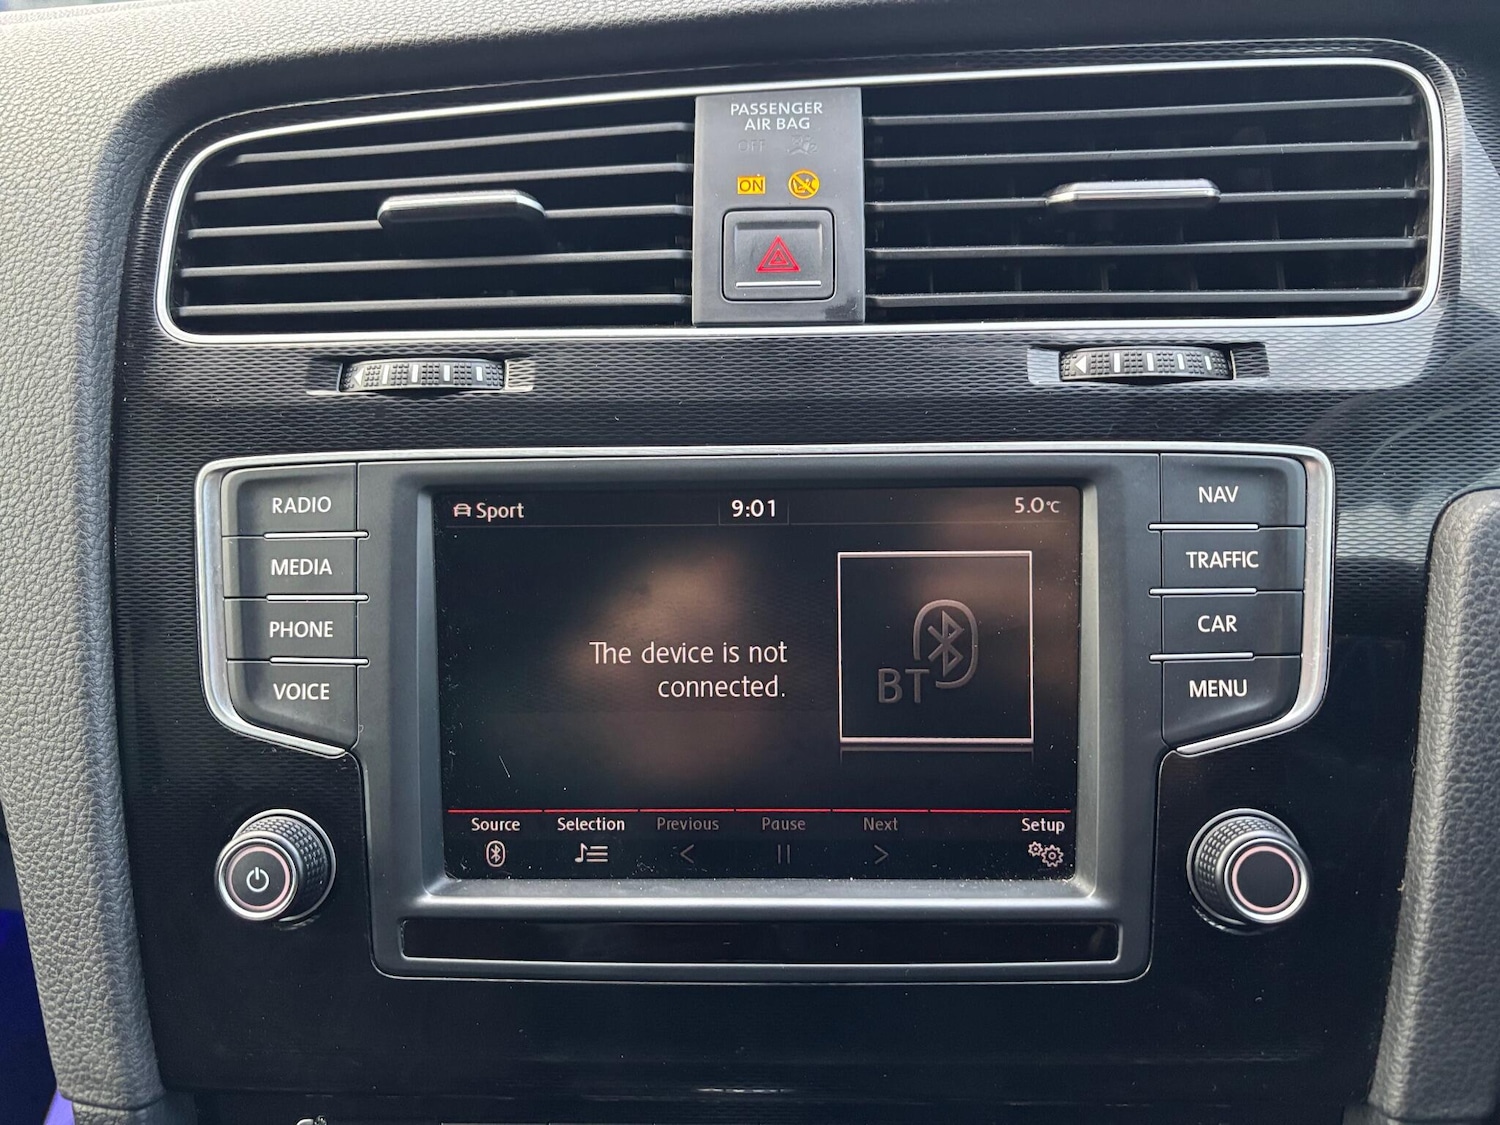 PASSENGER
AIR BAG
OFF
ON
RADIO
MEDIA
PHONE
VOICE
Sport
9:01
5.0°C
The device is not
connected.
BT
Source
Selection
Previous
Pause
Next
Setup
NAV
TRAFFIC
CAR
MENU